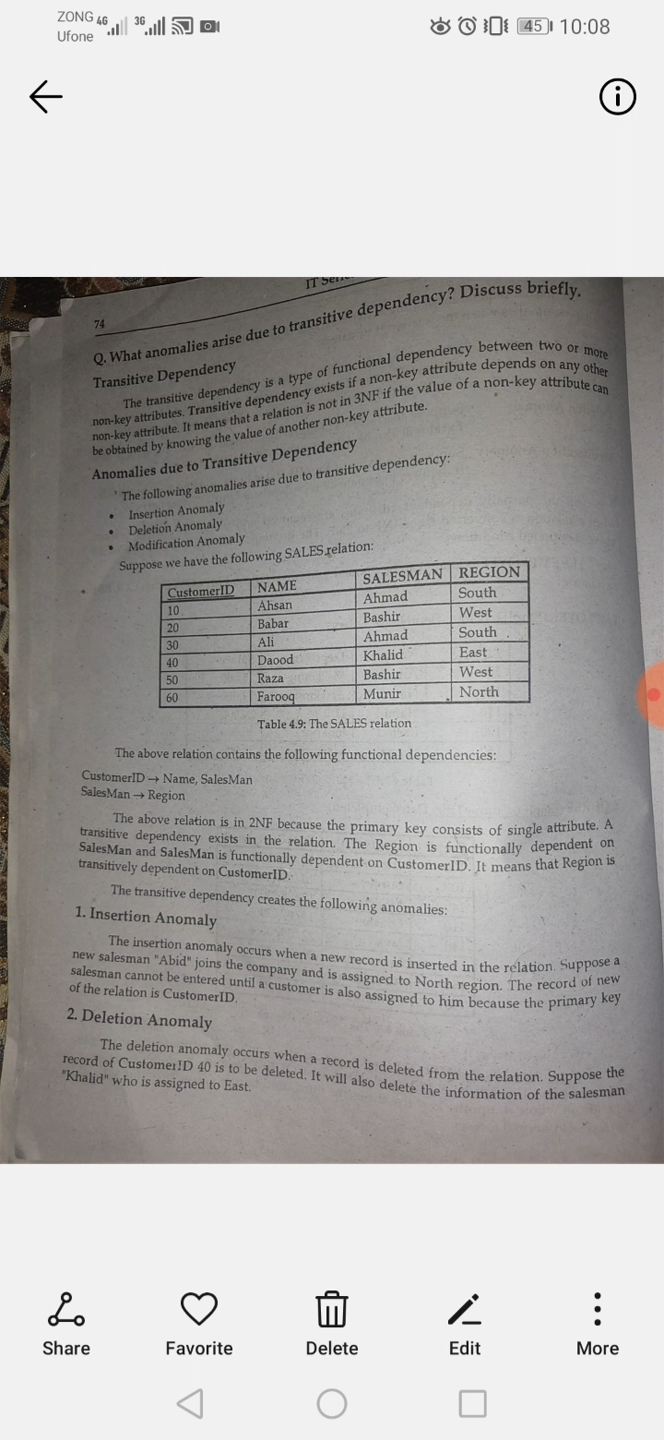 ZONG 4G 3G 45 10:08
Ufone
IT
74
Q. What anomalies arise due to transitive dependency? Discuss briefly.
Transitive Dependency
The transitive dependency is a type of functional dependency between two or more
non-key attributes. Transitive dependency exists if a non-key attribute depends on any other
non-key attribute. It means that a relation is not in 3NF if the value of a non-key attribute can
be obtained by knowing the value of another non-key attribute.
Anomalies due to Transitive Dependency
The following anomalies arise due to transitive dependency:
• Insertion Anomaly
• Deletion Anomaly
• Modification Anomaly
Suppose we have the following SALES relation:
CustomerID NAME SALESMAN REGION
10 Ahsan Ahmad South
20 Babar Bashir West
30 Ali Ahmad South
40 Daood Khalid East
50 Raza Bashir West
60 Farooq Munir North
Table 4.9: The SALES relation
The above relation contains the following functional dependencies:
CustomerID → Name, SalesMan
SalesMan → Region
The above relation is in 2NF because the primary key consists of single attribute. A
transitive dependency exists in the relation. The Region is functionally dependent on
SalesMan and SalesMan is functionally dependent on CustomerID. It means that Region is
transitively dependent on CustomerID.
The transitive dependency creates the following anomalies:
1. Insertion Anomaly
The insertion anomaly occurs when a new record is inserted in the relation. Suppose a
new salesman "Abid" joins the company and is assigned to North region. The record of new
salesman cannot be entered until a customer is also assigned to him because the primary key
of the relation is CustomerID.
2. Deletion Anomaly
The deletion anomaly occurs when a record is deleted from the relation. Suppose the
record of CustomerID 40 is to be deleted. It will also delete the information of the salesman
"Khalid" who is assigned to East.
Share Favorite Delete Edit More